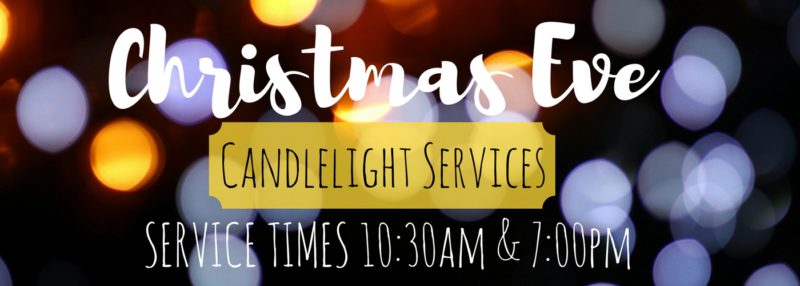 Christmas Eve
CANDLELIGHT SERVICES
SERVICE TIMES 10:30AM & 7:00PM